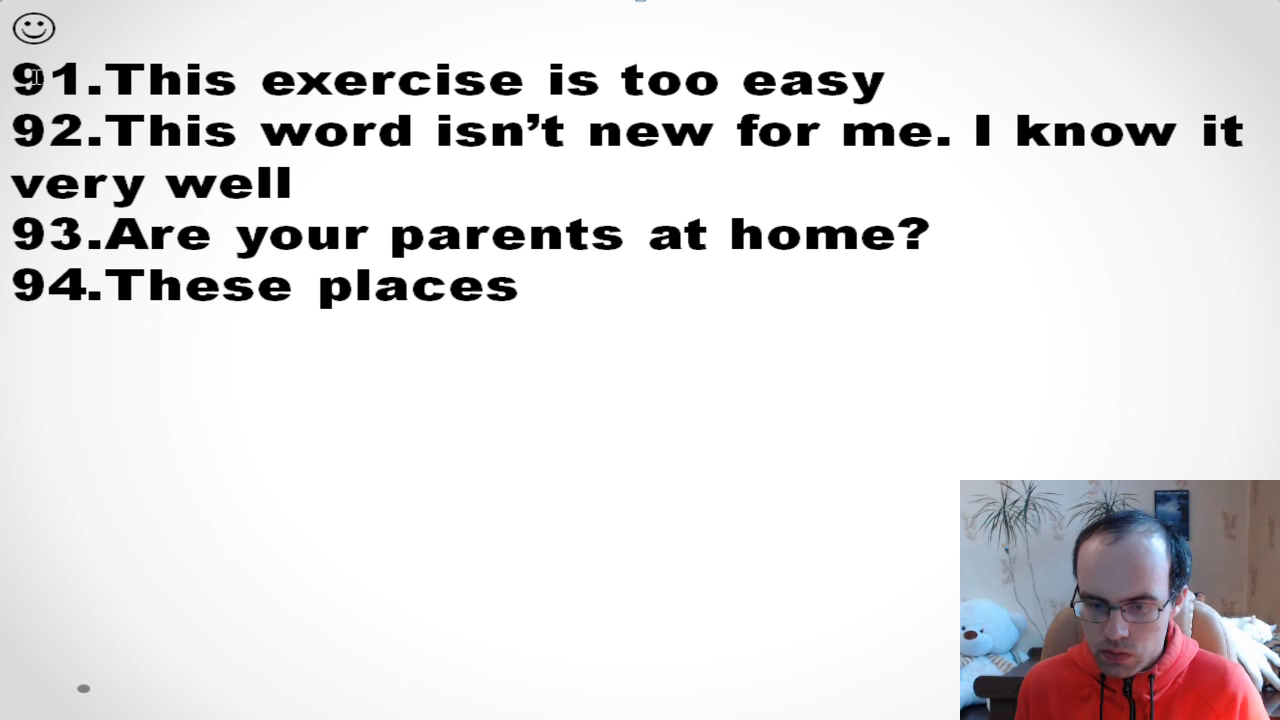 91.This exercise is too easy
92.This word isn’t new for me. I know it
very well
93.Are your parents at home?
94.These places